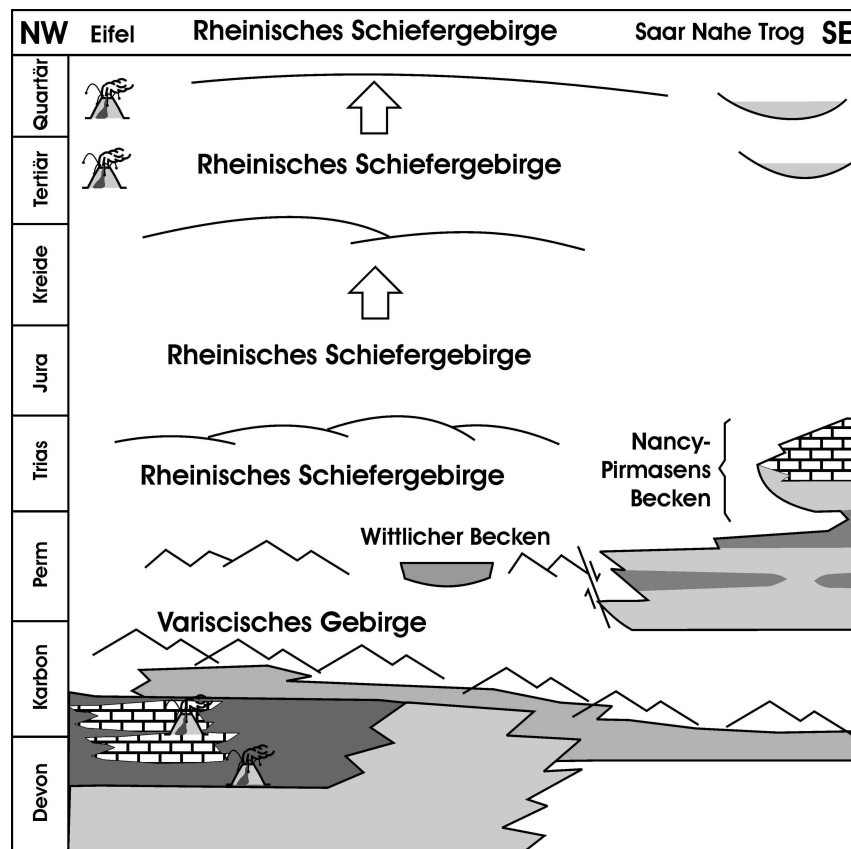 NW Eifel Rheinisches Schiefergebirge Saar Nahe Trog SE
Quartär
Tertiär
Rheinisches Schiefergebirge
Kreide
Jura
Rheinisches Schiefergebirge
Trias
Rheinisches Schiefergebirge
Nancy-
Pirmasens
Becken
Perm
Wittlicher Becken
Variscisches Gebirge
Karbon
Devon